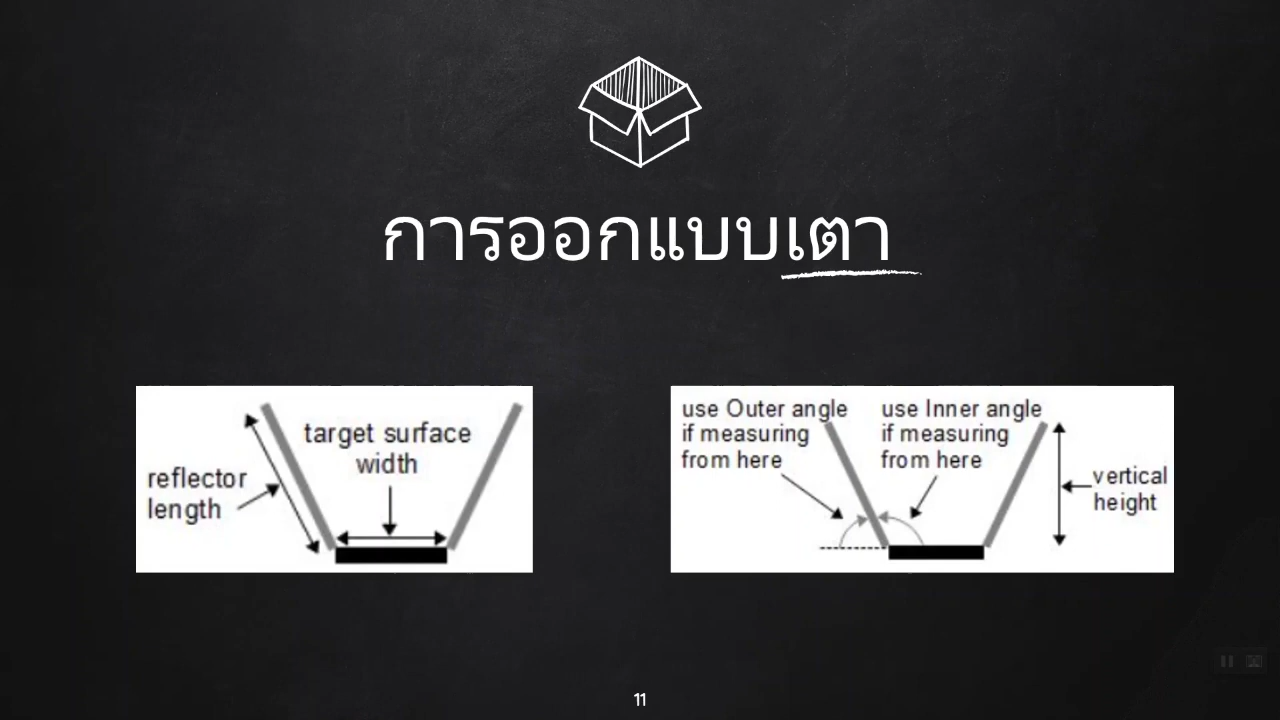 การออกแบบเตา
target surface
width
reflector
length
use Outer angle
if measuring
from here
use Inner angle
if measuring
from here
vertical
height
11